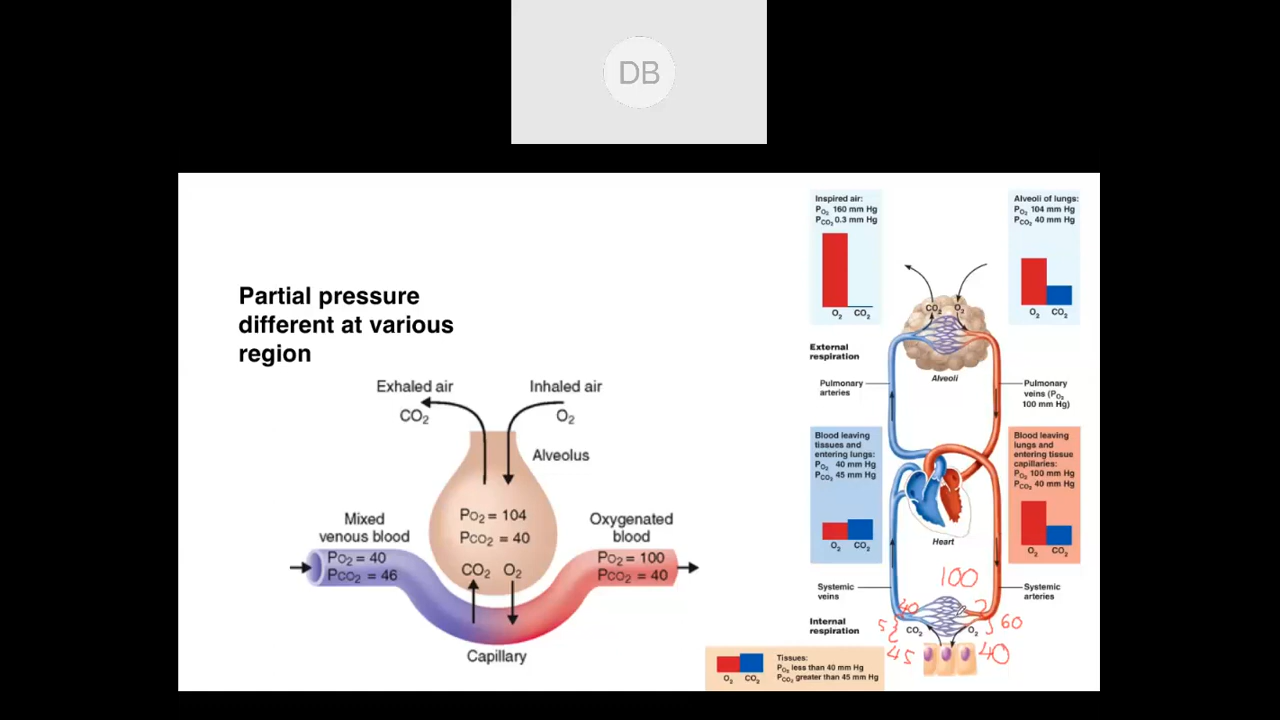 DB
Partial pressure
different at various
region
Exhaled air
CO2
Inhaled air
O2
Alveolus
PO2 = 104
PCO2 = 40
CO2 O2
Mixed
venous blood
PO2 = 40
PCO2 = 46
Oxygenated
blood
PO2 = 100
PCO2 = 40
Capillary
Inspired air:
PO2 160 mm Hg
PCO2 0.3 mm Hg
O2 CO2
Alveoli of lungs:
PO2 104 mm Hg
PCO2 40 mm Hg
O2 CO2
CO2 O2
External
respiration
Alveoli
Pulmonary
arteries
Pulmonary
veins (PO2
100 mm Hg)
Blood leaving
tissues and
entering lungs:
PO2 40 mm Hg
PCO2 45 mm Hg
O2 CO2
Blood leaving
lungs and
entering tissue
capillaries:
PO2 100 mm Hg
PCO2 40 mm Hg
O2 CO2
Heart
Systemic
veins
Systemic
arteries
100
40
60
5
Internal
respiration
CO2 O2
45
40
Tissues:
PO2 less than 40 mm Hg
PCO2 greater than 45 mm Hg
O2 CO2